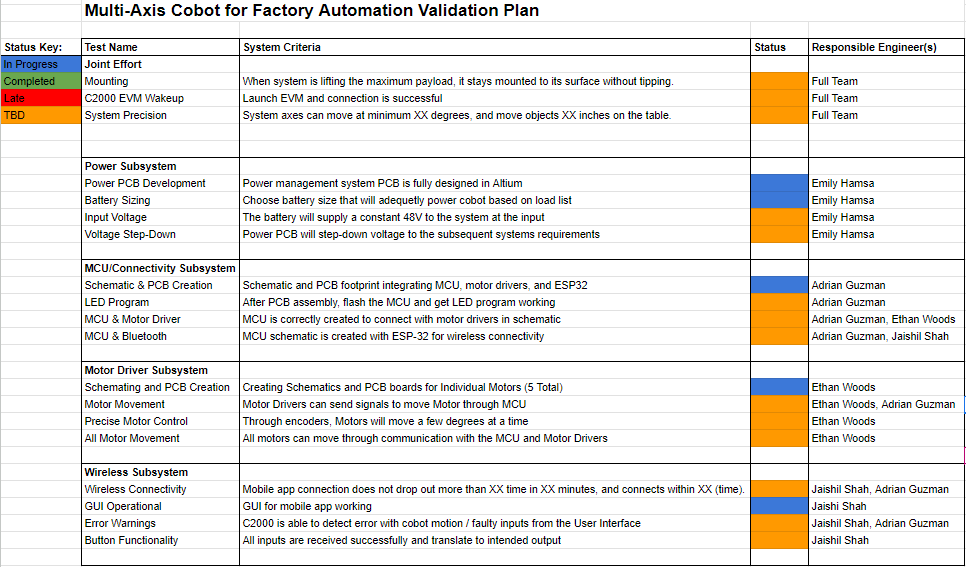 Multi-Axis Cobot for Factory Automation Validation Plan
Status Key: Test Name System Criteria Status Responsible Engineer(s)
In Progress Joint Effort
Completed Mounting When system is lifting the maximum payload, it stays mounted to its surface without tipping. Full Team
Late C2000 EVM Wakeup Launch EVM and connection is successful Full Team
TBD System Precision System axes can move at minimum XX degrees, and move objects XX inches on the table. Full Team
Power Subsystem
Power PCB Development Power management system PCB is fully designed in Altium Emily Hamsa
Battery Sizing Choose battery size that will adequetly power cobot based on load list Emily Hamsa
Input Voltage The battery will supply a constant 48V to the system at the input Emily Hamsa
Voltage Step-Down Power PCB will step-down voltage to the subsequent systems requirements Emily Hamsa
MCU/Connectivity Subsystem
Schematic & PCB Creation Schematic and PCB footprint integrating MCU, motor drivers, and ESP32 Adrian Guzman
LED Program After PCB assembly, flash the MCU and get LED program working Adrian Guzman
MCU & Motor Driver MCU is correctly created to connect with motor drivers in schematic Adrian Guzman, Ethan Woods
MCU & Bluetooth MCU schematic is created with ESP-32 for wireless connectivity Adrian Guzman, Jaishil Shah
Motor Driver Subsystem
Schemating and PCB Creation Creating Schematics and PCB boards for Individual Motors (5 Total) Ethan Woods
Motor Movement Motor Drivers can send signals to move Motor through MCU Ethan Woods, Adrian Guzman
Precise Motor Control Through encoders, Motors will move a few degrees at a time Ethan Woods
All Motor Movement All motors can move through communication with the MCU and Motor Drivers Ethan Woods
Wireless Subsystem
Wireless Connectivity Mobile app connection does not drop out more than XX time in XX minutes, and connects within XX (time). Jaishil Shah, Adrian Guzman
GUI Operational GUI for mobile app working Jaishi Shah
Error Warnings C2000 is able to detect error with cobot motion / faulty inputs from the User Interface Jaishil Shah, Adrian Guzman
Button Functionality All inputs are received successfully and translate to intended output Jaishil Shah